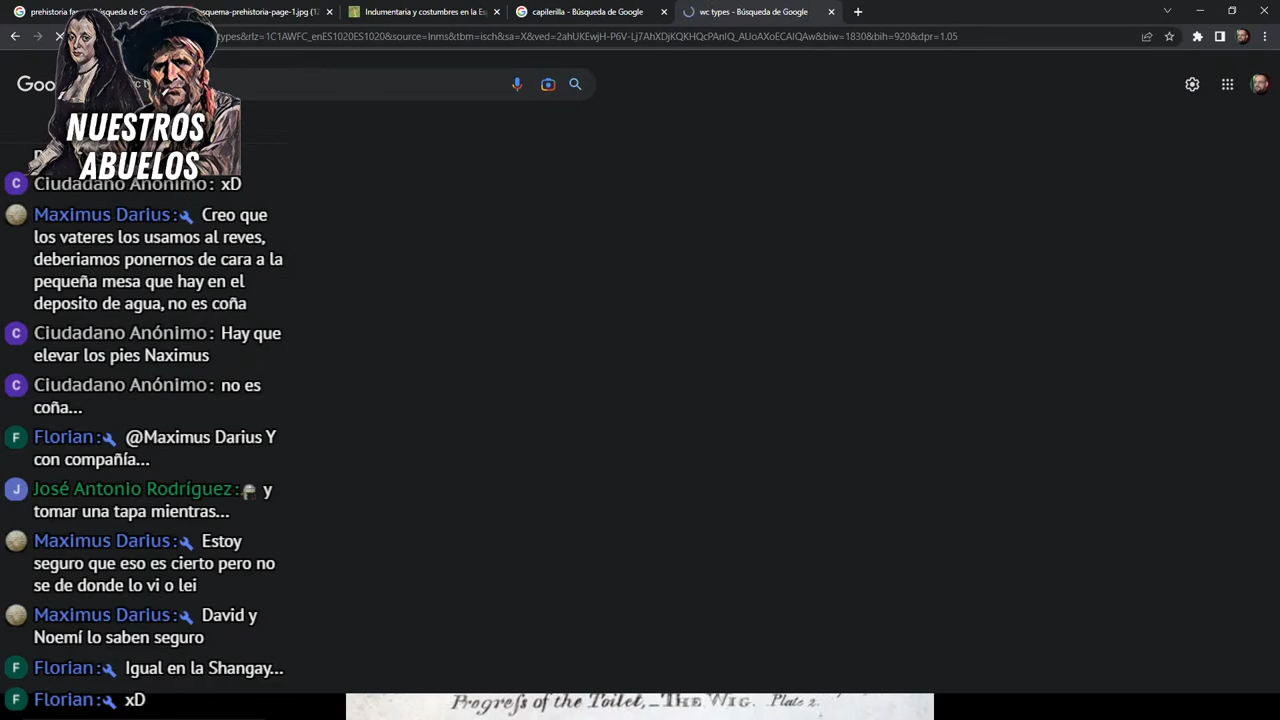 prehistoria fa - Búsqueda de Go
squema-prehistoria-page-1.jpg (12
Indumentaria y costumbres en la Es
capilerilla - Búsqueda de Google
wc types - Búsqueda de Google
types&rlz=1C1AWFC_enES1020ES1020&source=lnms&tbm=isch&sa=X&ved=2ahUKEwjH-P6V-Lj7AhXDjKQKHQcPAnIQ_AUoAXoECAIQAw&biw=1830&bih=920&dpr=1.05
Goo
NUESTROS
ABUELOS
Ciudadano Anónimo: xD
Maximus Darius: Creo que
los vateres los usamos al reves,
deberiamos ponernos de cara a la
pequeña mesa que hay en el
deposito de agua, no es coña
Ciudadano Anónimo: Hay que
elevar los pies Naximus
Ciudadano Anónimo: no es
coña...
Florian: @Maximus Darius Y
con compañía...
José Antonio Rodríguez: y
tomar una tapa mientras...
Maximus Darius: Estoy
seguro que eso es cierto pero no
se de donde lo vi o lei
Maximus Darius: David y
Noemí lo saben seguro
Florian: Igual en la Shangay...
Florian: xD
Progreſs of the Toilet,_THE WIG. Plate 2.